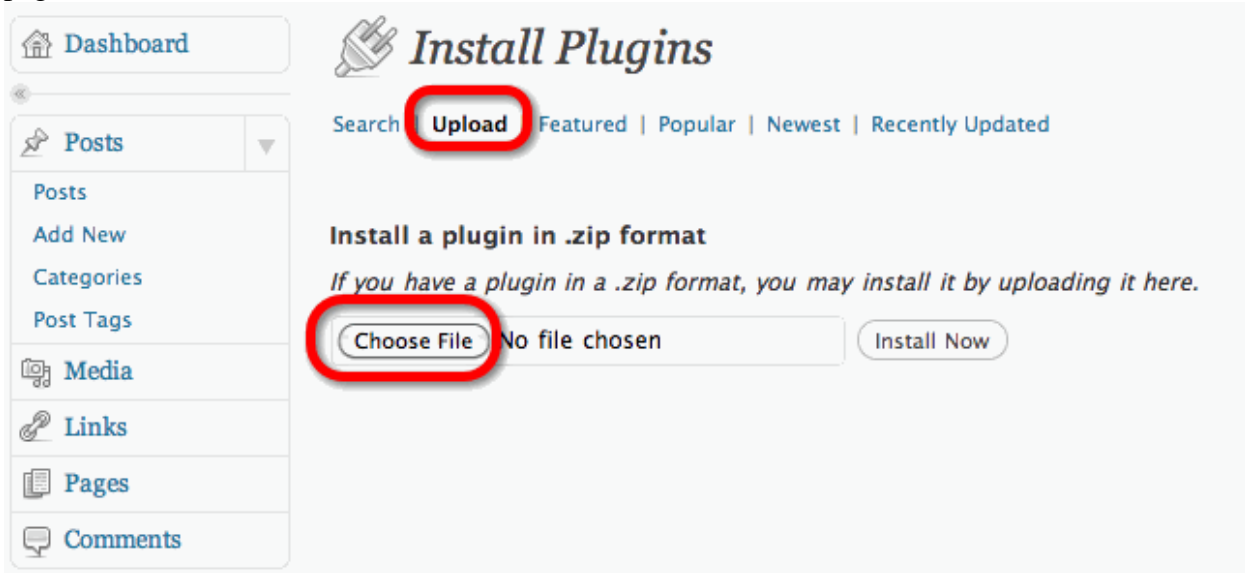 Dashboard
Install Plugins
Search | Upload Featured | Popular | Newest | Recently Updated
Posts
Posts
Add New
Categories
Post Tags
Media
Links
Pages
Comments
Install a plugin in .zip format
If you have a plugin in a .zip format, you may install it by uploading it here.
Choose File No file chosen Install Now